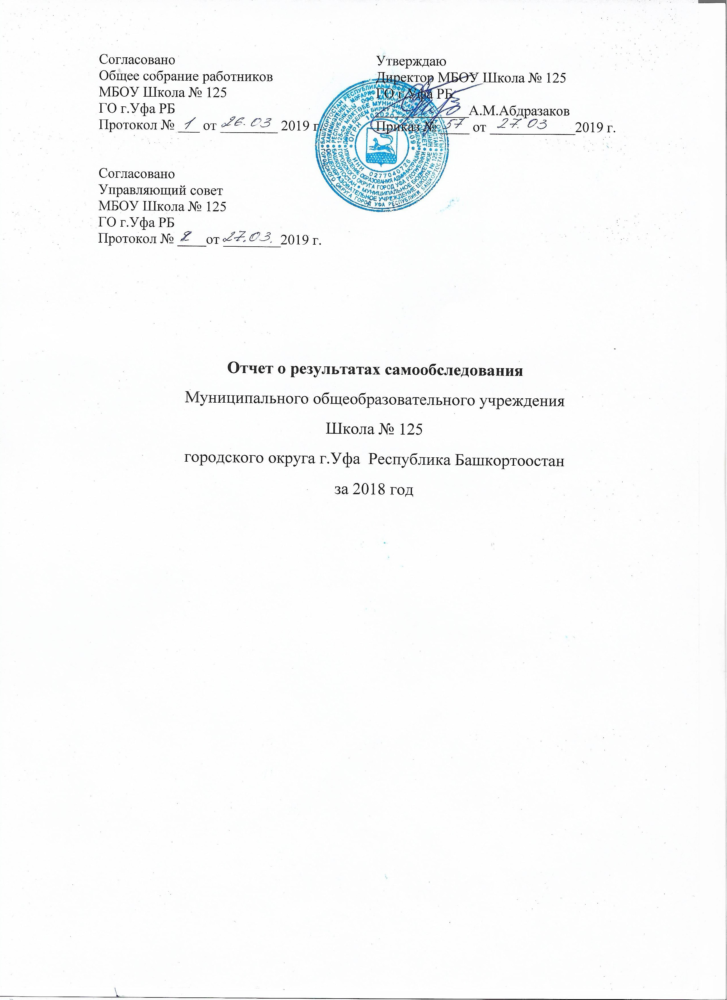 Согласовано
Общее собрание работников
МБОУ Школа № 125
ГО г.Уфа РБ
Протокол № 1 от 26.03 2019 г.
Утверждаю
Директор МБОУ Школа № 125
ГО г.Уфа РБ
А.М.Абдразаков
Приказ № 57 от 27.03 2019 г.
ИНН 0277040726
Согласовано
Управляющий совет
МБОУ Школа № 125
ГО г.Уфа РБ
Протокол № 2 от 27.03. 2019 г.
Отчет о результатах самообследования
Муниципального общеобразовательного учреждения
Школа № 125
городского округа г.Уфа Республика Башкортоостан
за 2018 год